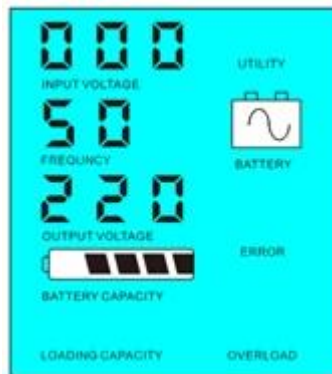 000
UTILITY
INPUT VOLTAGE
50
FREQUNCY
BATTERY
220
OUTPUT VOLTAGE
ERROR
BATTERY CAPACITY
LOADING CAPACITY
OVERLOAD